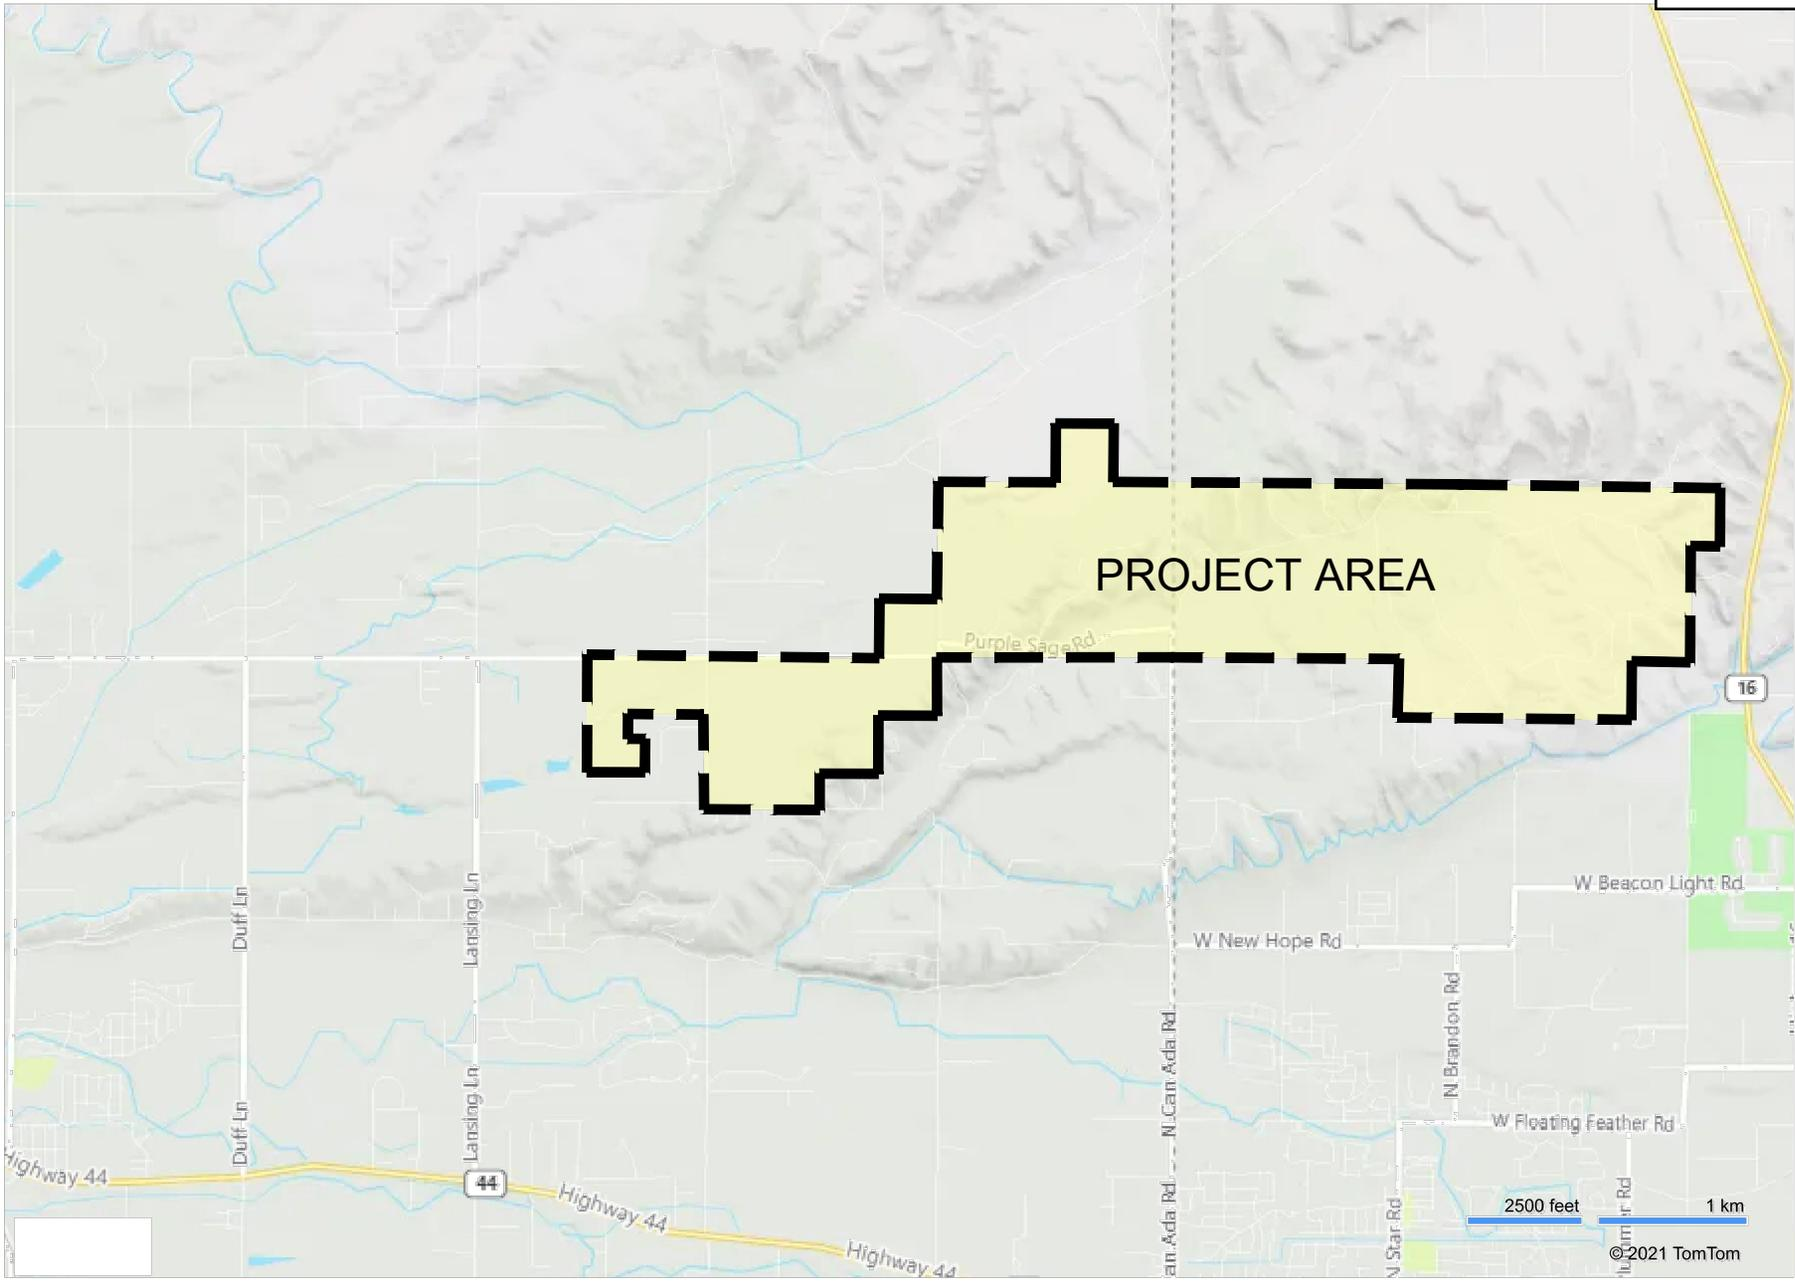 PROJECT AREA
Purple Sage Rd
16
W Beacon Light Rd
Duff Ln
Lansing Ln
W New Hope Rd
N Brandon Rd
N Can Ada Rd
Duff Ln
Lansing Ln
W Floating Feather Rd
Highway 44
44
Highway 44
Highway 44
an Ada Rd
N Star Rd
2500 feet
1 km
© 2021 TomTom